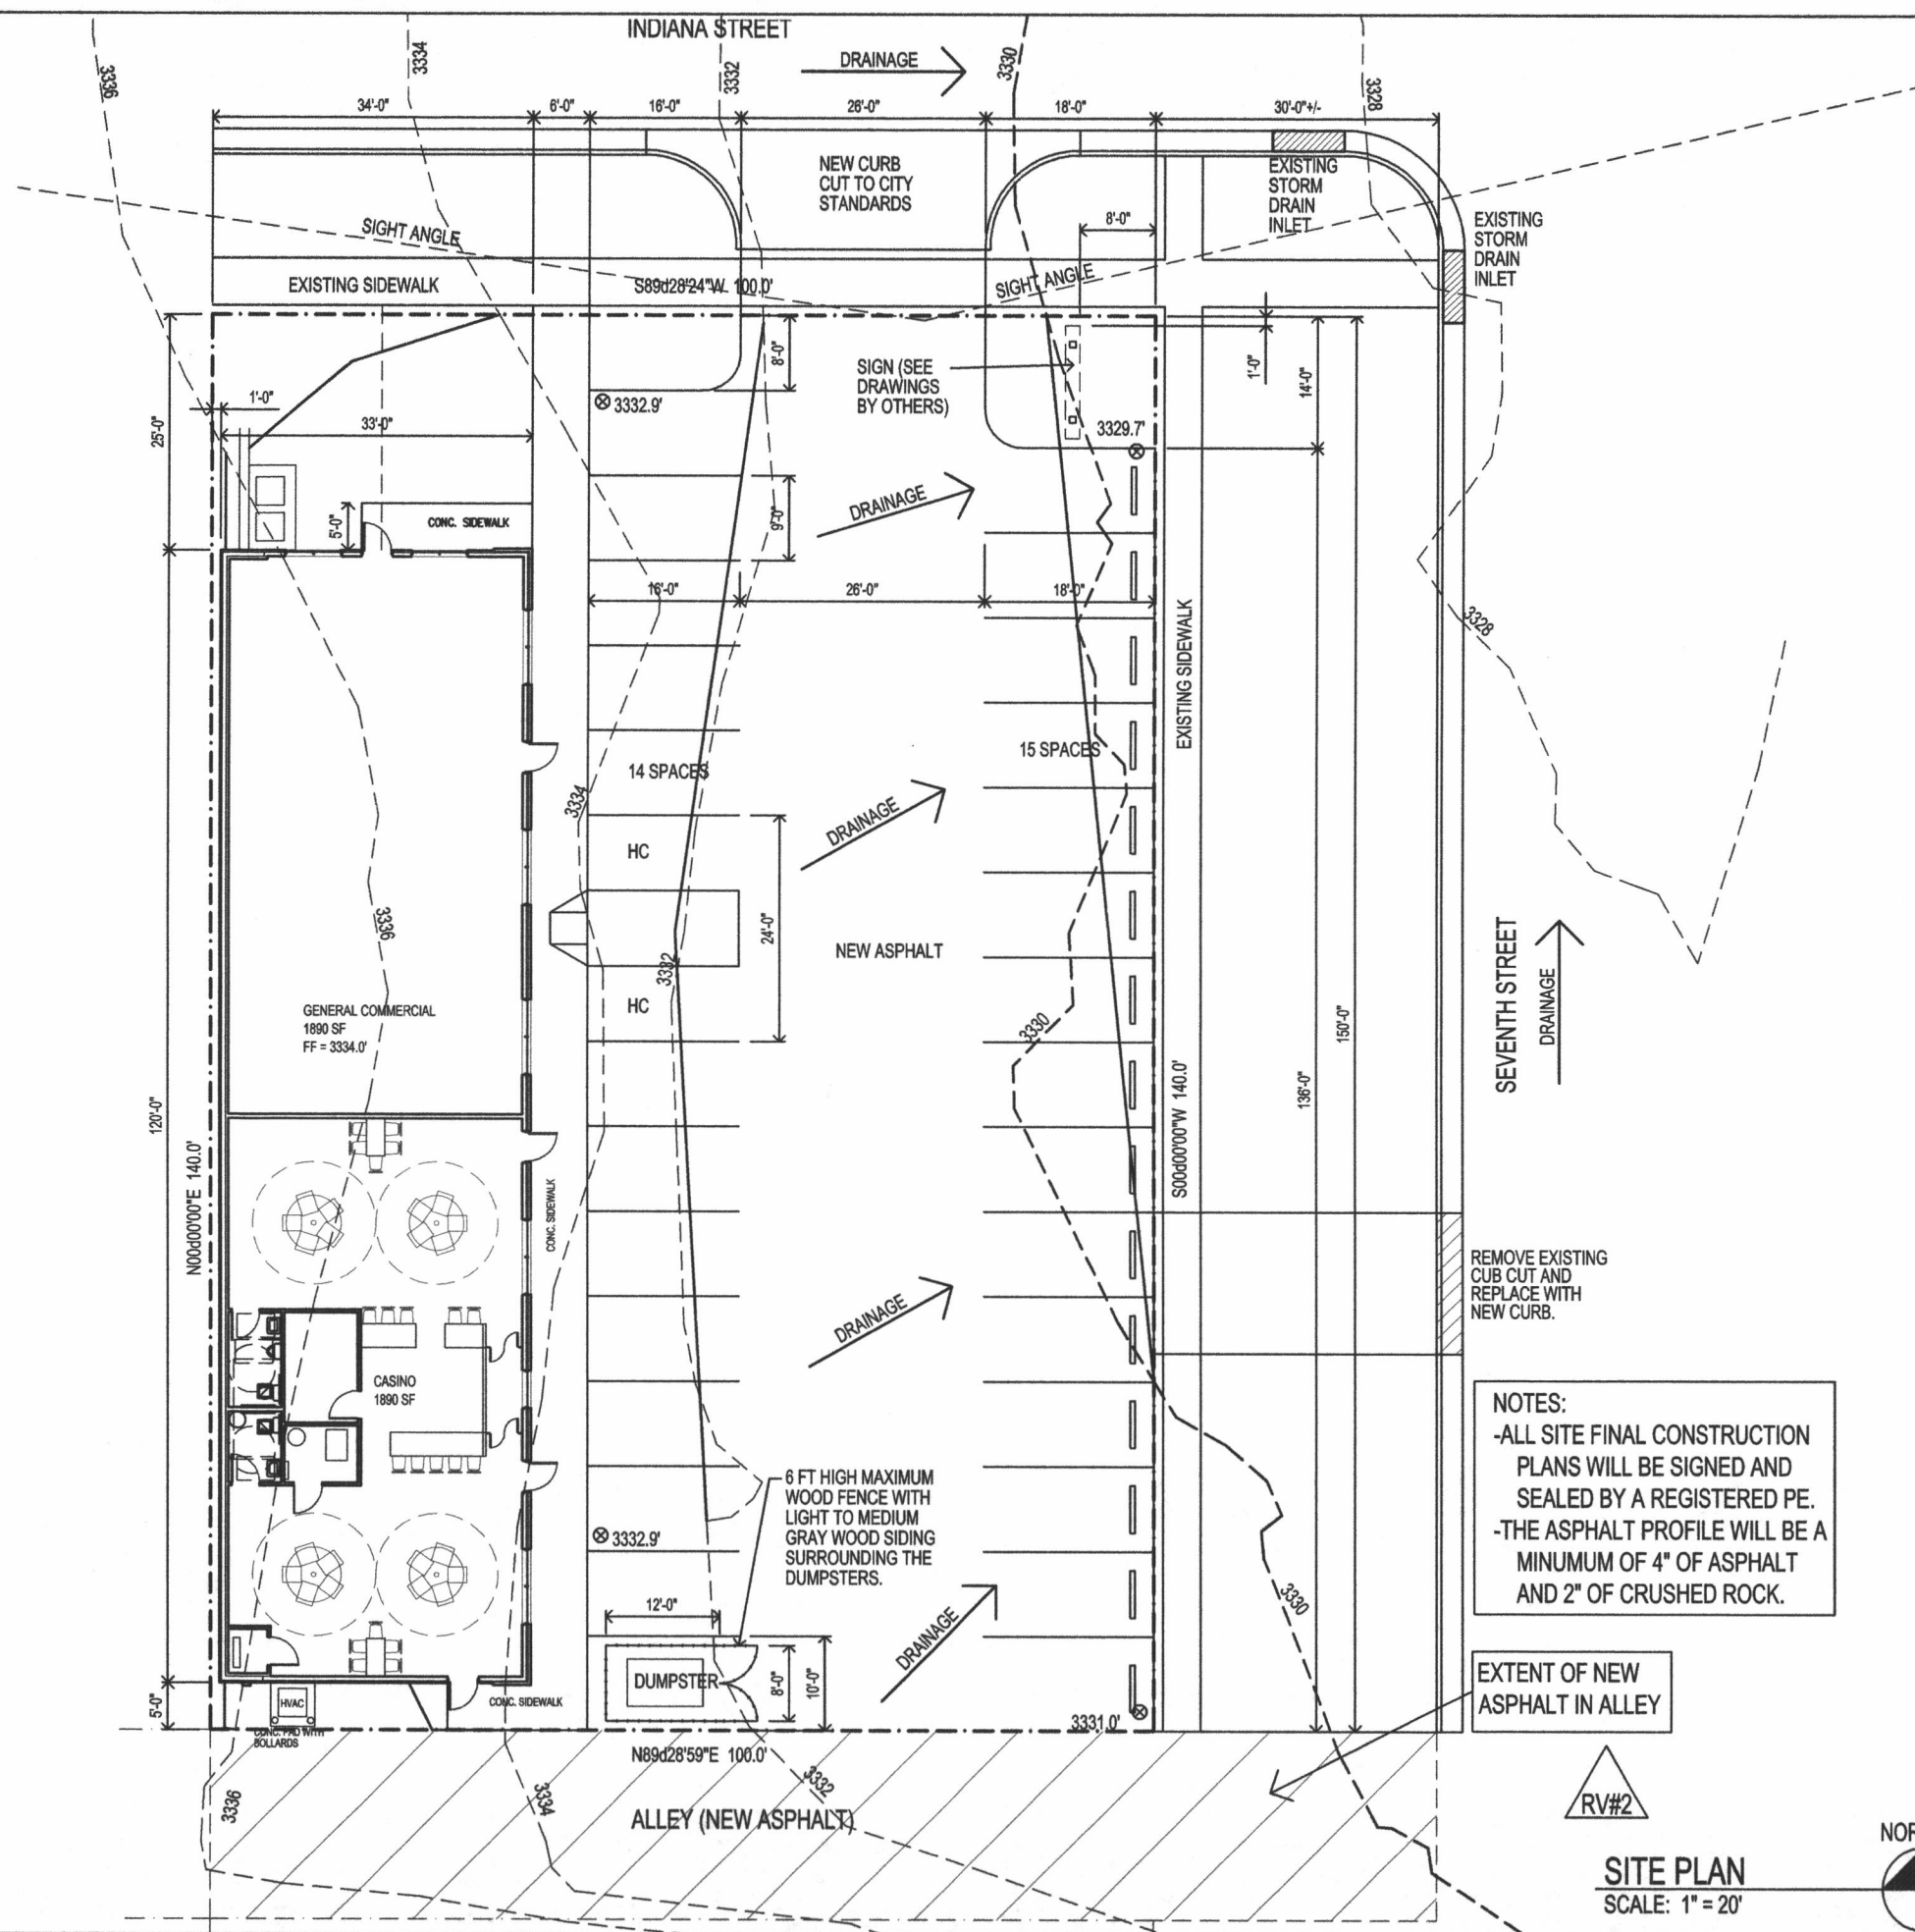 INDIANA STREET
DRAINAGE
3336
3334
3332
3330
3328
34'-0"
6'-0"
16'-0"
26'-0"
18'-0"
30'-0"+/-
NEW CURB
CUT TO CITY
STANDARDS
EXISTING
STORM
DRAIN
INLET
EXISTING
STORM
DRAIN
INLET
8'-0"
SIGHT ANGLE
SIGHT ANGLE
EXISTING SIDEWALK
S89d28'24"W 100.0'
8'-0"
SIGN (SEE
DRAWINGS
BY OTHERS)
1'-0"
14'-0"
3332.9'
3329.7'
1'-0"
33'-0"
25'-0"
5'-0"
CONC. SIDEWALK
9'-0"
DRAINAGE
16'-0"
26'-0"
18'-0"
3328
EXISTING SIDEWALK
14 SPACES
15 SPACES
3334
DRAINAGE
HC
3336
24'-0"
NEW ASPHALT
3332
HC
GENERAL COMMERCIAL
1890 SF
FF = 3334.0'
3330
SEVENTH STREET
DRAINAGE
150'-0"
136'-0"
120'-0"
N00d00'00"E 140.0'
S00d00'00"W 140.0'
CONC. SIDEWALK
REMOVE EXISTING
CUB CUT AND
REPLACE WITH
NEW CURB.
DRAINAGE
CASINO
1890 SF
NOTES:
-ALL SITE FINAL CONSTRUCTION
PLANS WILL BE SIGNED AND
SEALED BY A REGISTERED PE.
-THE ASPHALT PROFILE WILL BE A
MINUMUM OF 4" OF ASPHALT
AND 2" OF CRUSHED ROCK.
6 FT HIGH MAXIMUM
WOOD FENCE WITH
LIGHT TO MEDIUM
GRAY WOOD SIDING
SURROUNDING THE
DUMPSTERS.
3332.9'
3330
12'-0"
DRAINAGE
DUMPSTER
8'-0"
10'-0"
5'-0"
HVAC
CONC. PAD WITH
BOLLARDS
CONC. SIDEWALK
3331.0'
EXTENT OF NEW
ASPHALT IN ALLEY
N89d28'59"E 100.0'
3336
3334
3332
ALLEY (NEW ASPHALT)
RV#2
NOR
SITE PLAN
SCALE: 1" = 20'